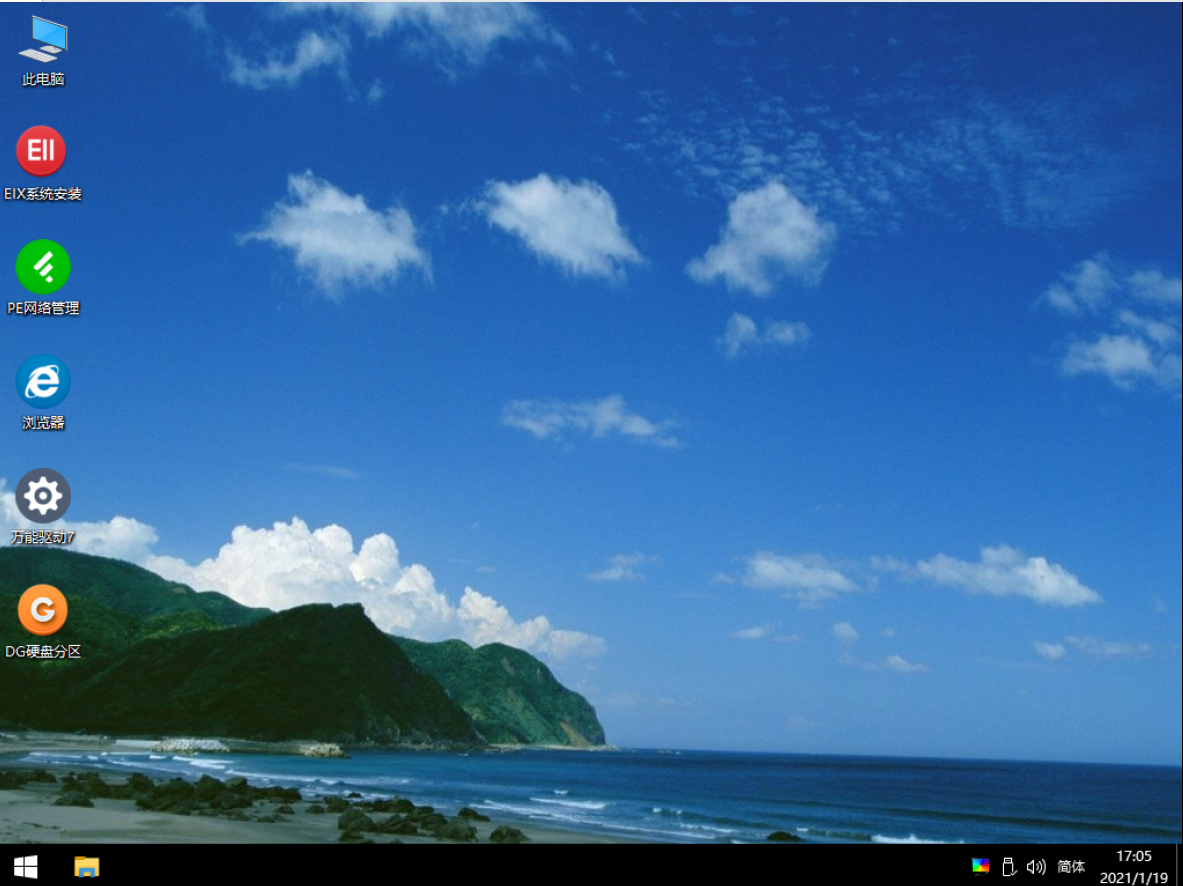 此电脑
EII
EIX系统安装
PE网络管理
浏览器
万能驱动7
G
DG硬盘分区
简体
17:05
2021/1/19